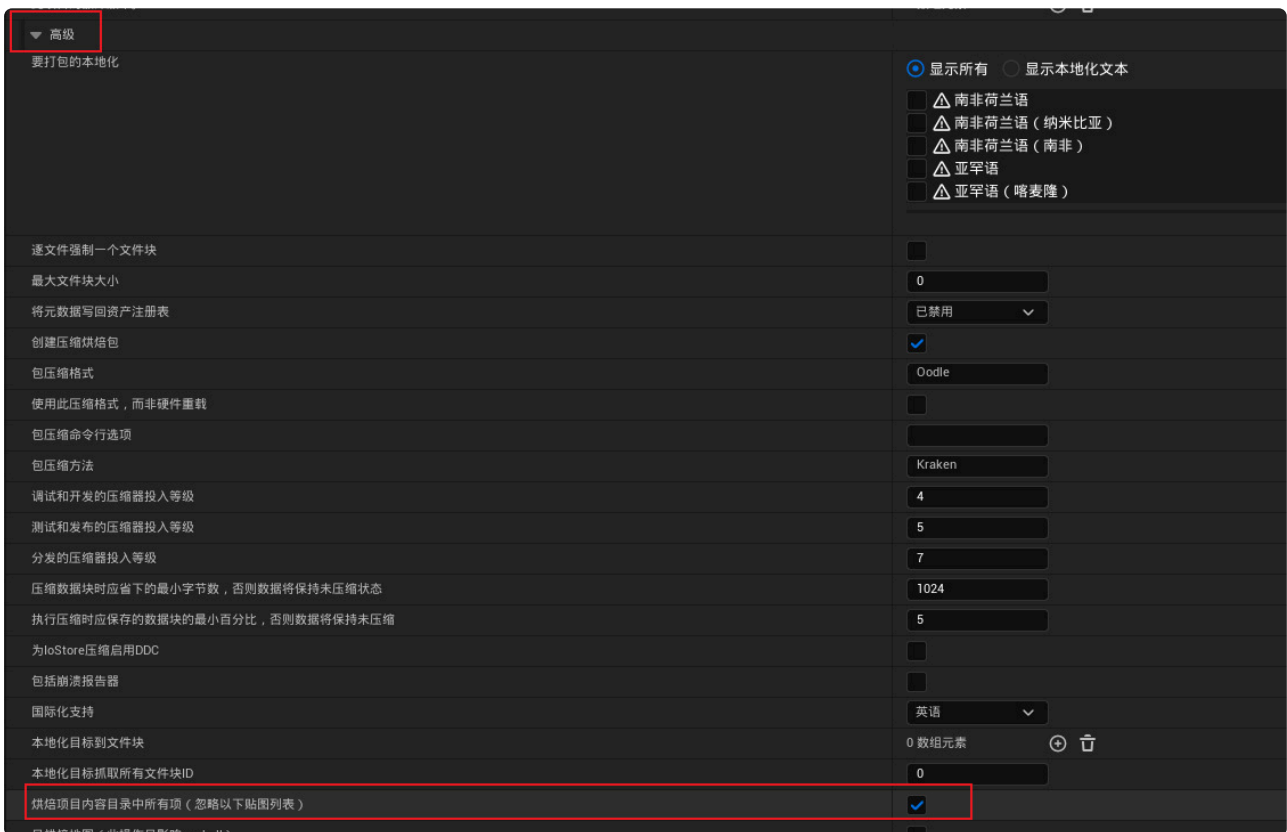 高级
要打包的本地化
显示所有 显示本地化文本
南非荷兰语
南非荷兰语（纳米比亚）
南非荷兰语（南非）
亚罕语
亚罕语（喀麦隆）
逐文件强制一个文件块
最大文件块大小 0
将元数据写回资产注册表 已禁用
创建压缩烘焙包
包压缩格式 Oodle
使用此压缩格式，而非硬件重载
包压缩命令行选项
包压缩方法 Kraken
调试和开发的压缩器投入等级 4
测试和发布的压缩器投入等级 5
分发的压缩器投入等级 7
压缩数据块时应省下的最小字节数，否则数据将保持未压缩状态 1024
执行压缩时应保存的数据块的最小百分比，否则数据将保持未压缩 5
为IoStore压缩启用DDC
包括崩溃报告器
国际化支持 英语
本地化目标到文件块 0 数组元素
本地化目标抓取所有文件块ID 0
烘焙项目内容目录中所有项（忽略以下贴图列表）